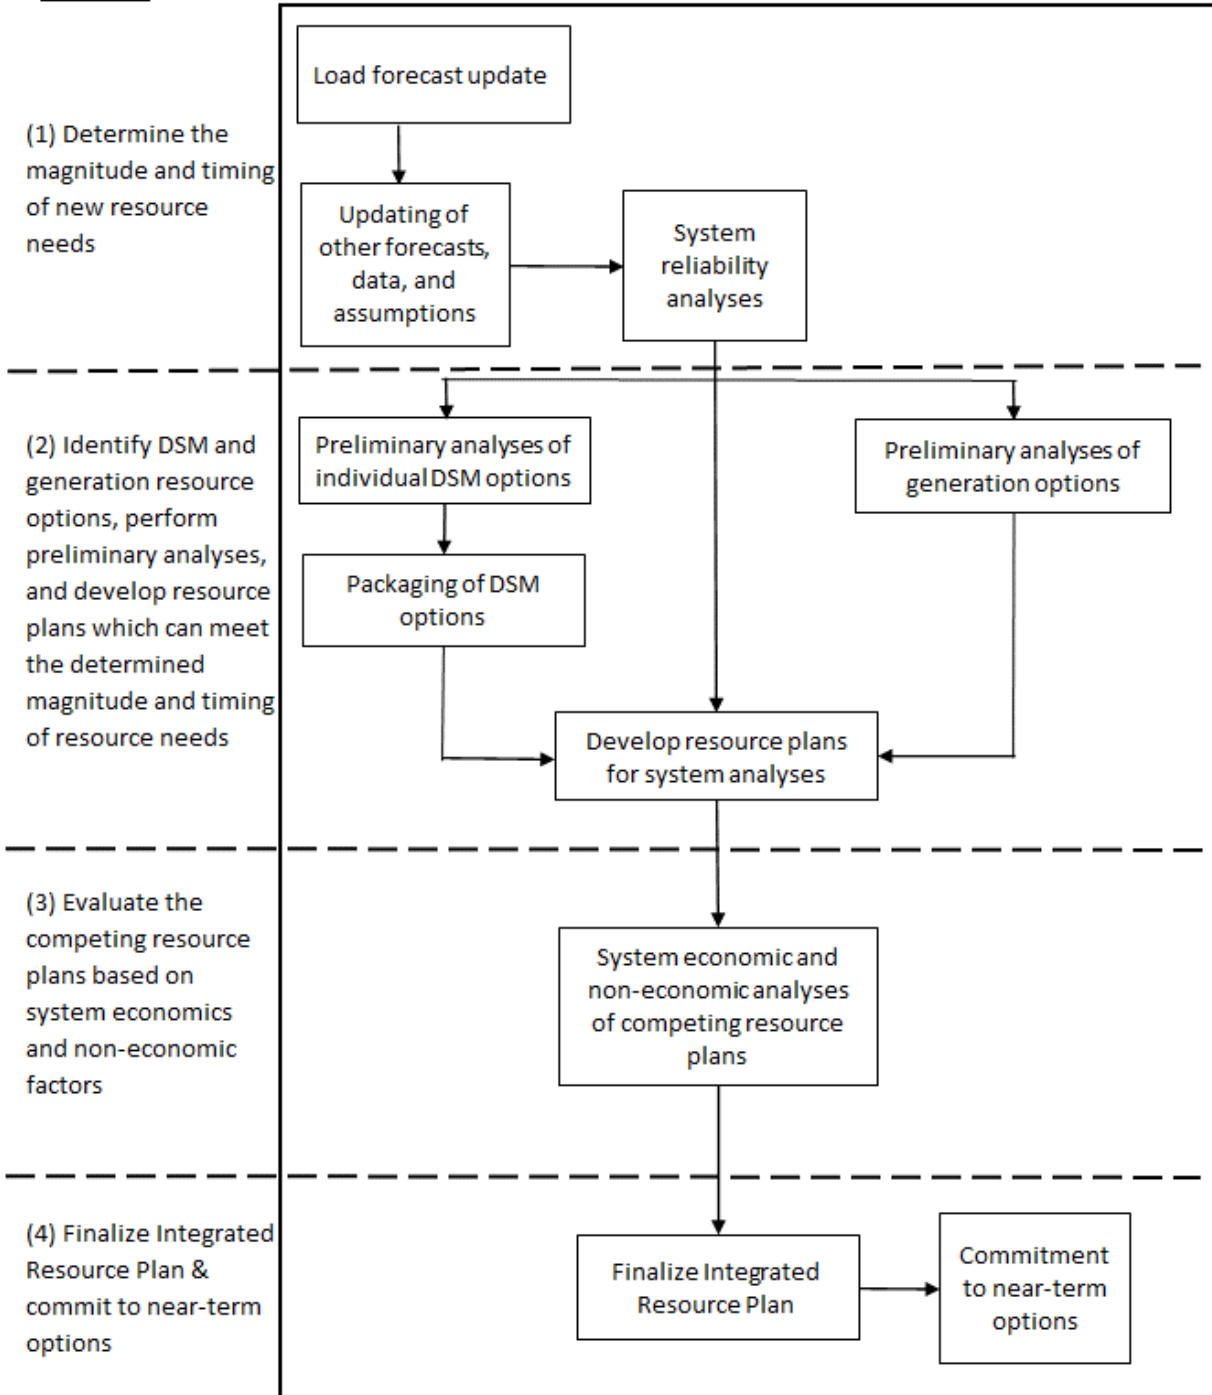 Load forecast update
(1) Determine the
magnitude and timing
of new resource
needs
Updating of
other forecasts,
data, and
assumptions
System
reliability
analyses
(2) Identify DSM and
generation resource
options, perform
preliminary analyses,
and develop resource
plans which can meet
the determined
magnitude and timing
of resource needs
Preliminary analyses of
individual DSM options
Preliminary analyses of
generation options
Packaging of DSM
options
Develop resource plans
for system analyses
(3) Evaluate the
competing resource
plans based on
system economics
and non-economic
factors
System economic and
non-economic analyses
of competing resource
plans
(4) Finalize Integrated
Resource Plan &
commit to near-term
options
Finalize Integrated
Resource Plan
Commitment
to near-term
options